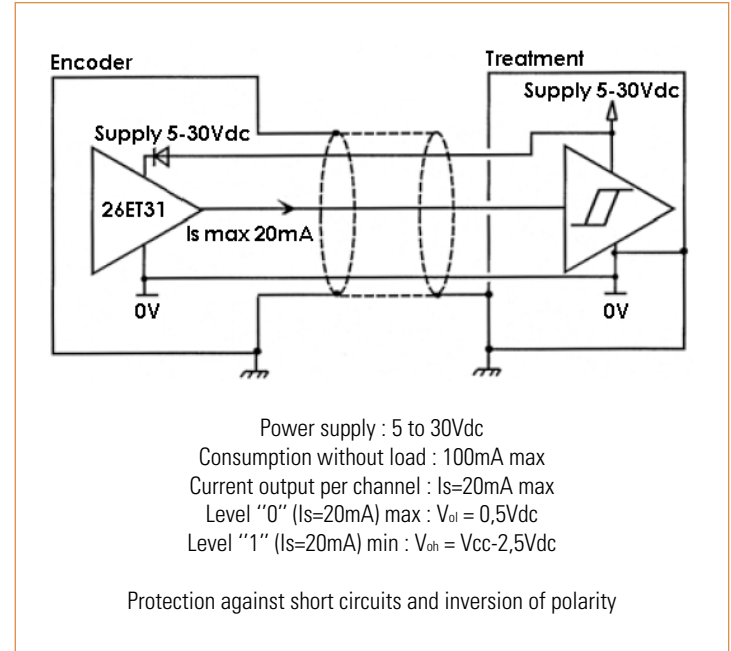 Encoder
Treatment
Supply 5-30Vdc
Supply 5-30Vdc
26ET31
Is max 20mA
0V
0V
Power supply : 5 to 30Vdc
Consumption without load : 100mA max
Current output per channel : Is=20mA max
Level ''0'' (Is=20mA) max : Vol = 0,5Vdc
Level ''1'' (Is=20mA) min : Voh = Vcc-2,5Vdc
Protection against short circuits and inversion of polarity